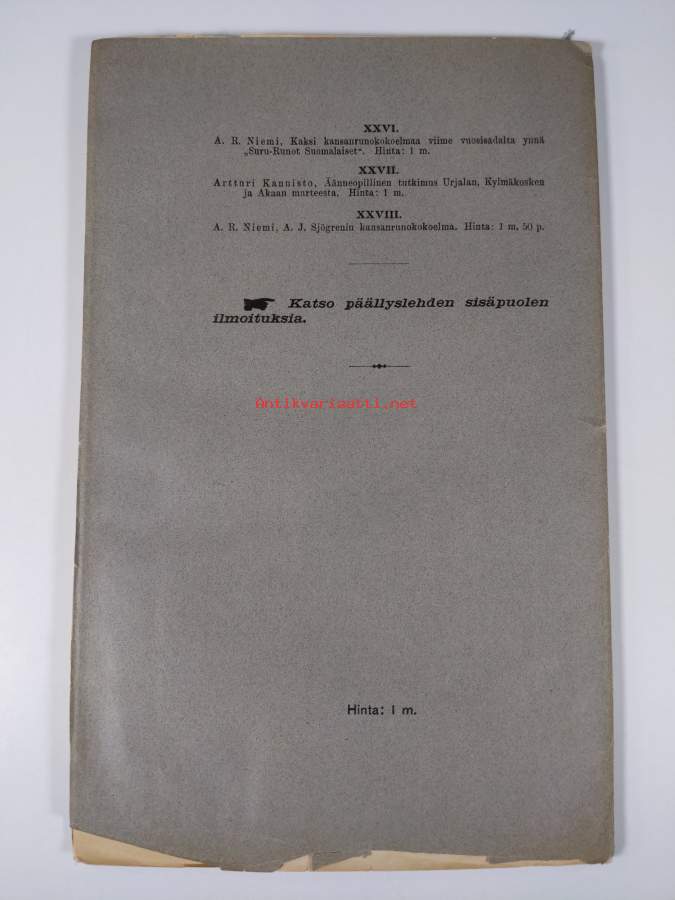 XXVI.
A. R. Niemi, Kaksi kansanrunokokoelmaa viime vuosisadalta ynnä
„Suru-Runot Suomalaiset“. Hinta: 1 m.
XXVII.
Artturi Kannisto, Äänneopillinen tutkimus Urjalan, Kylmäkosken
ja Akaan murteesta. Hinta: 1 m.
XXVIII.
A. R. Niemi, A. J. Sjögrenin kansanrunokokoelma. Hinta: 1 m. 50 p.
Katso päällyslehden sisäpuolen
ilmoituksia.
Antikvariaatti.net
Hinta: 1 m.